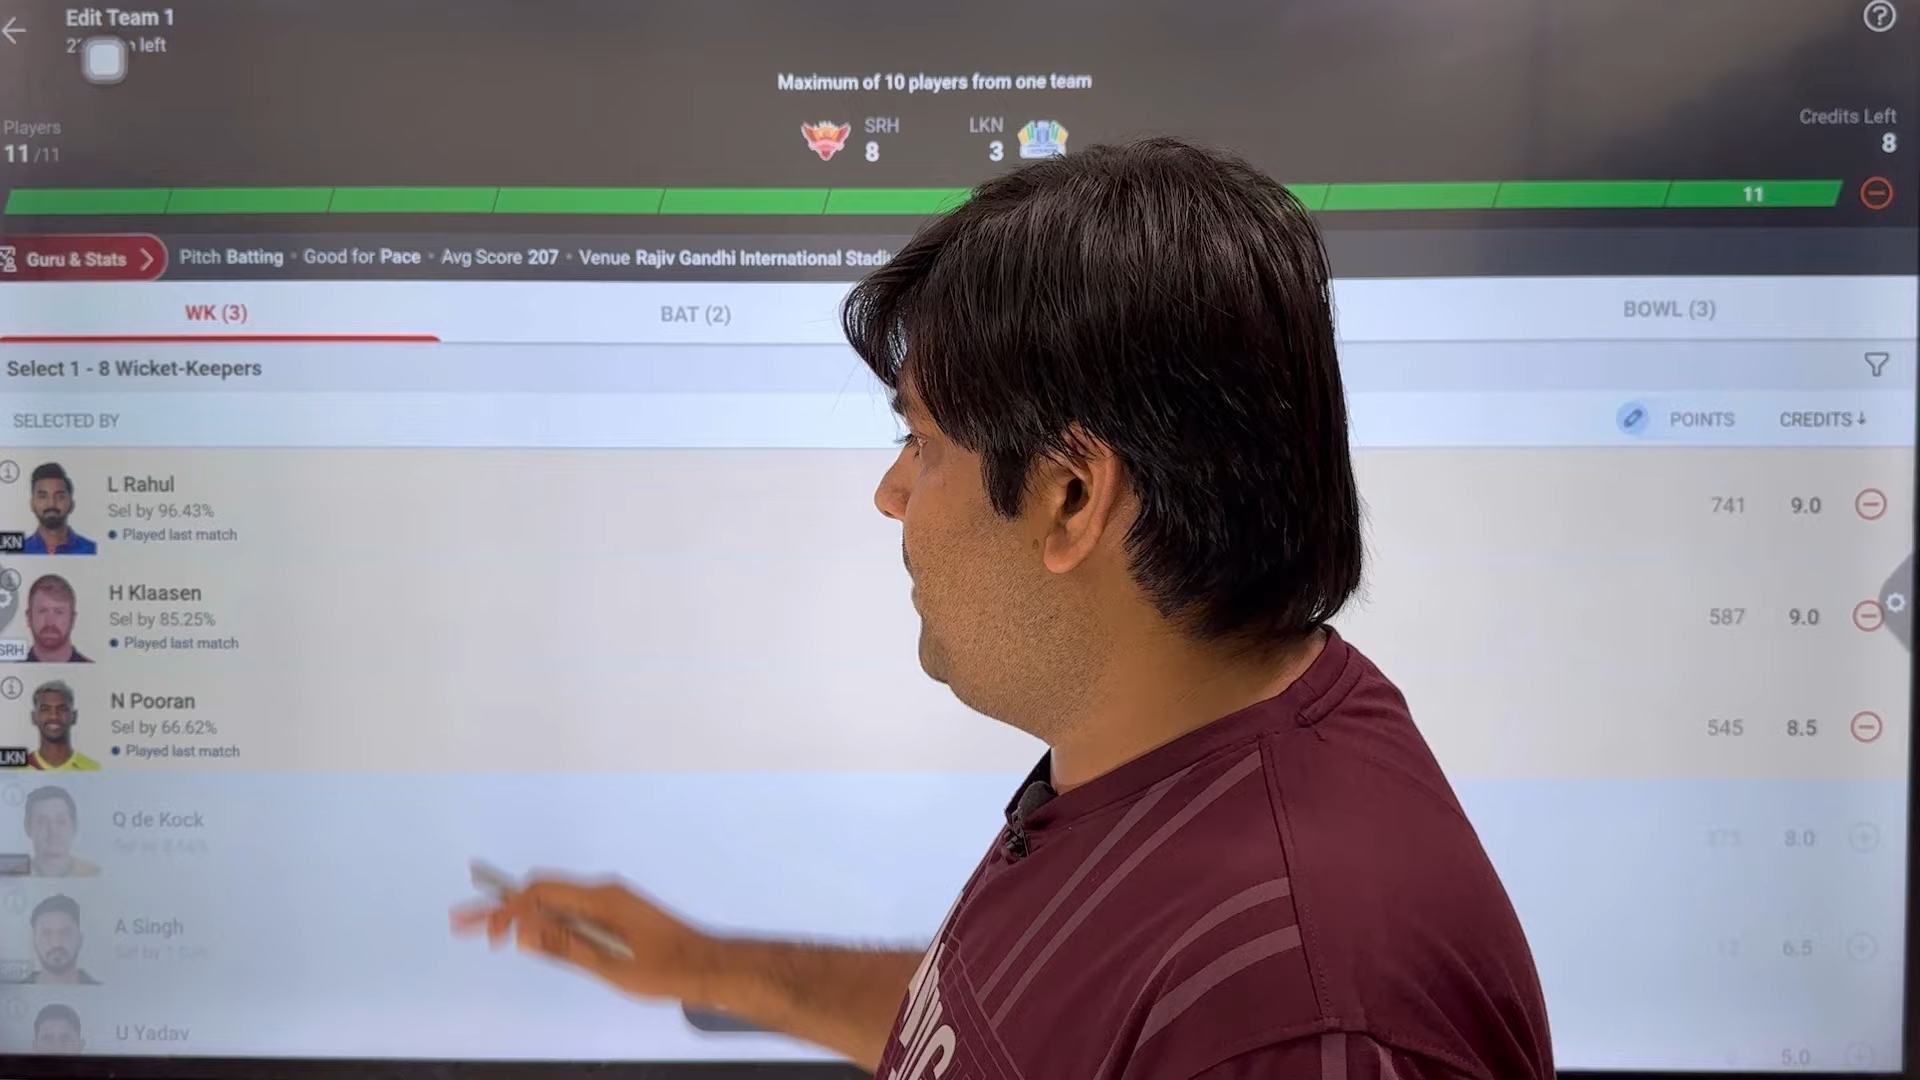 Edit Team 1
left
Maximum of 10 players from one team
Players
11/11
SRH
8
LKN
3
Credits Left
8
11
Guru & Stats
Pitch Batting • Good for Pace • Avg Score 207 • Venue Rajiv Gandhi International
WK (3)
BAT (2)
BOWL (3)
Select 1 - 8 Wicket-Keepers
SELECTED BY
POINTS
CREDITS ↓
L Rahul
Sel by 96.43%
Played last match
LKN
741
9.0
H Klaasen
Sel by 85.25%
Played last match
SRH
587
9.0
N Pooran
Sel by 66.62%
Played last match
LKN
545
8.5
Q de Kock
8.0
A Singh
6.5
U Yadav
5.0